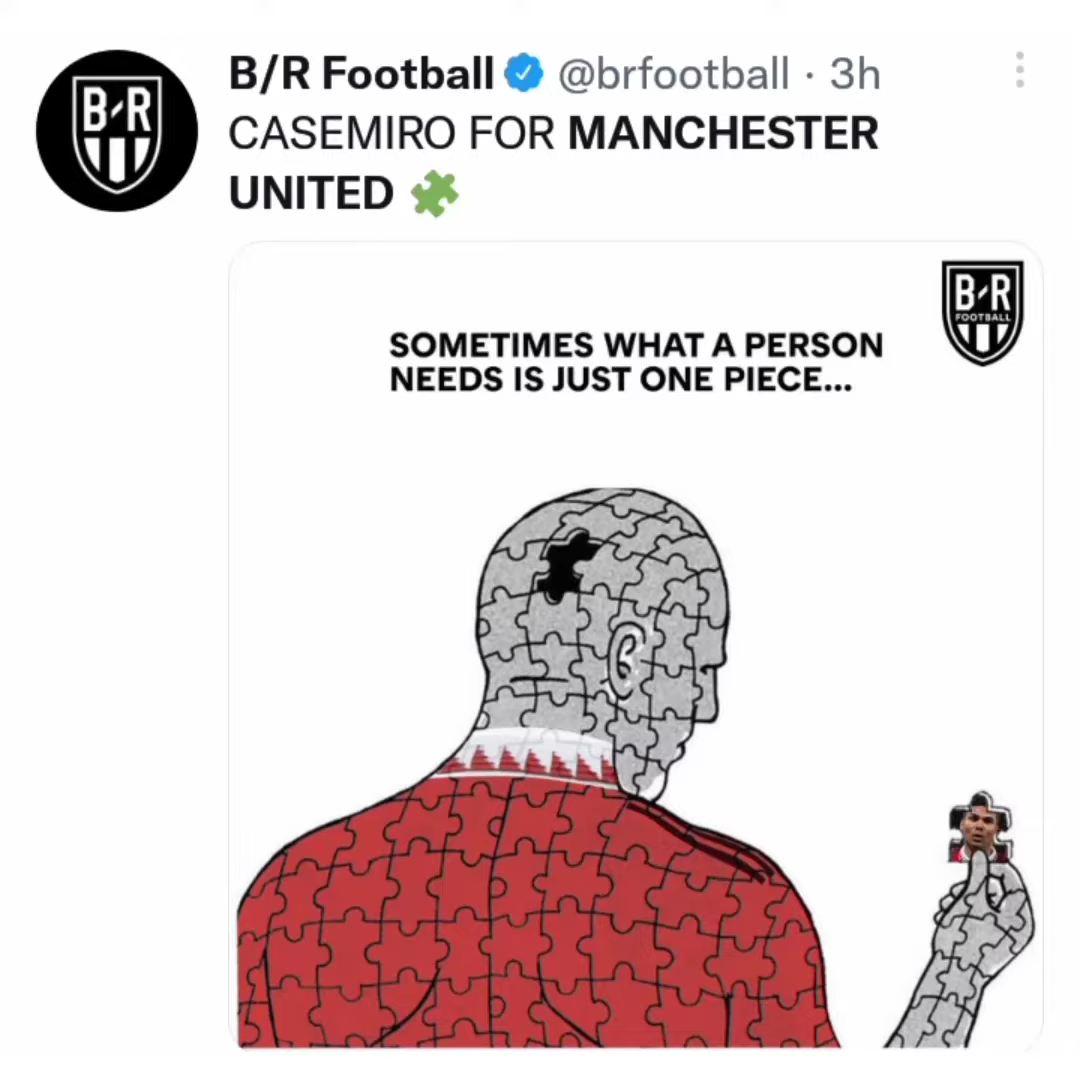 B/R Football @brfootball · 3h
CASEMIRO FOR MANCHESTER
UNITED
B-R
B-R
FOOTBALL
SOMETIMES WHAT A PERSON
NEEDS IS JUST ONE PIECE...